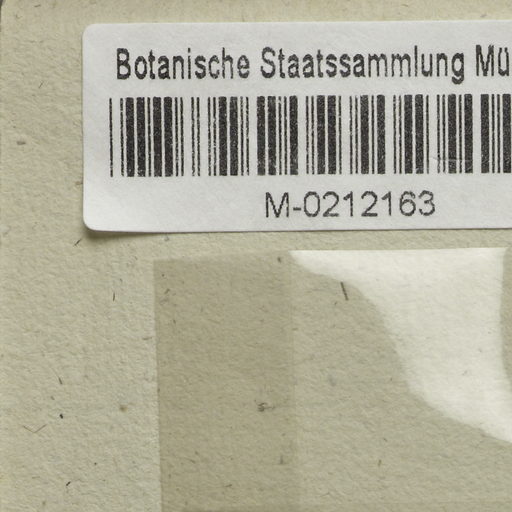 Botanische Staatssammlung Mü
M-0212163